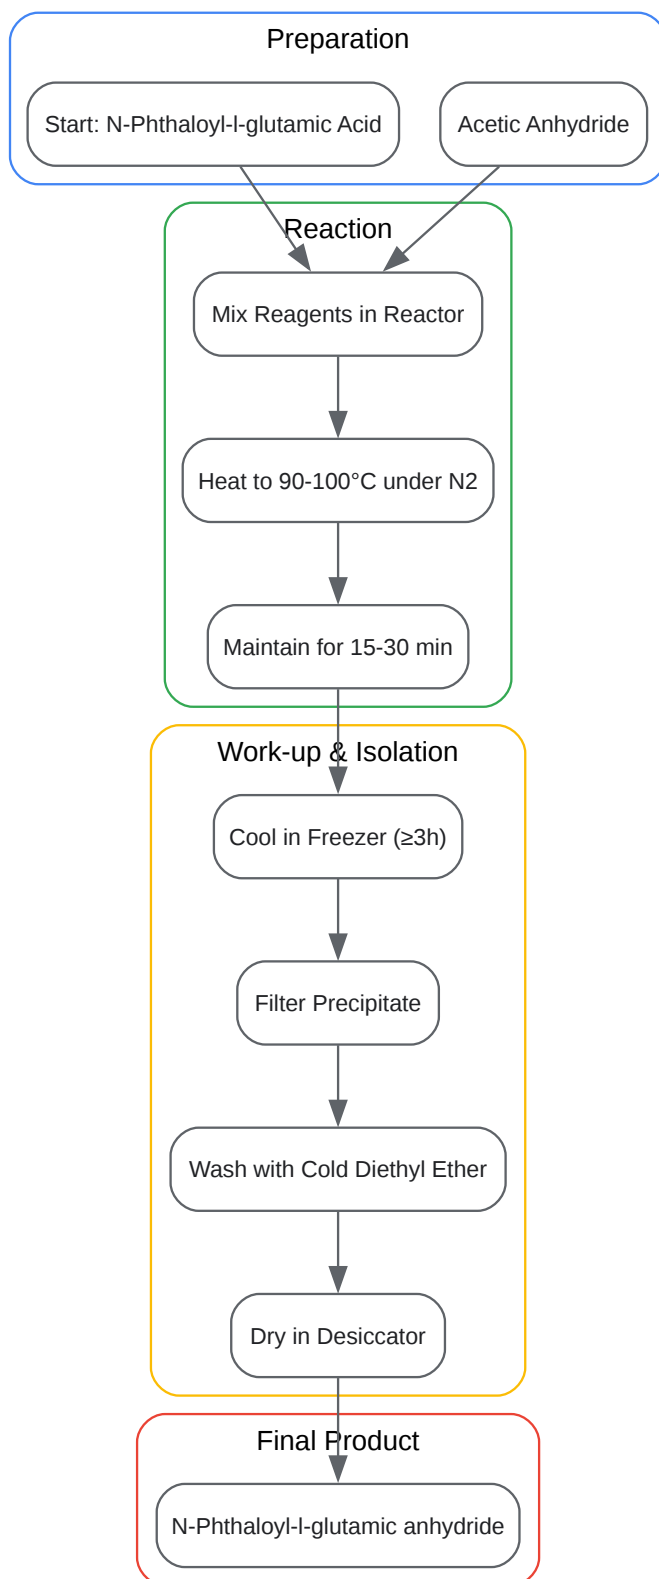 Preparation
Start: N-Phthaloyl-l-glutamic Acid
Acetic Anhydride
Reaction
Mix Reagents in Reactor
Heat to 90-100°C under N2
Maintain for 15-30 min
Work-up & Isolation
Cool in Freezer (≥3h)
Filter Precipitate
Wash with Cold Diethyl Ether
Dry in Desiccator
Final Product
N-Phthaloyl-l-glutamic anhydride